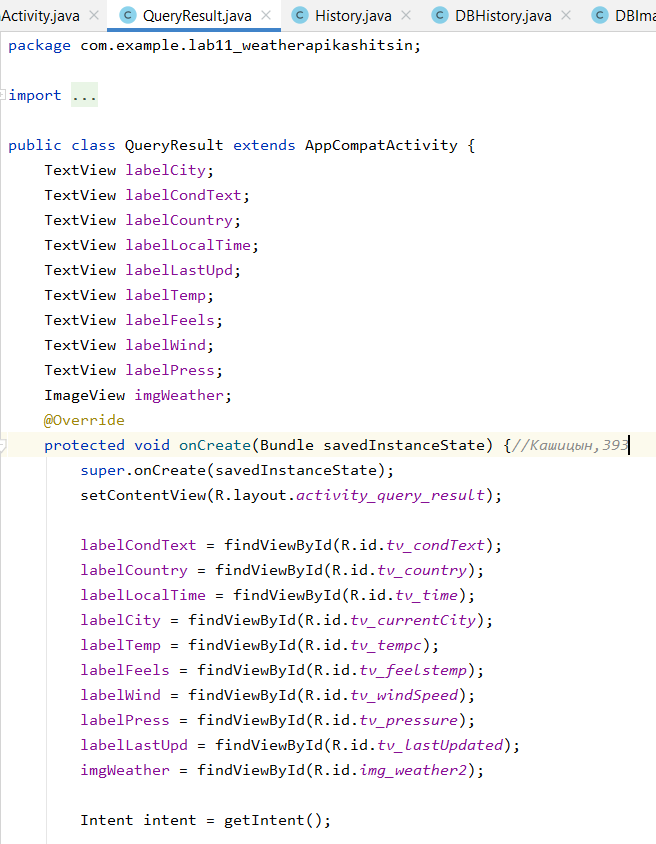 Activity.java
QueryResult.java
History.java
DBHistory.java
DBIma
package com.example.lab11_weatherapikashitsin;
import ...
public class QueryResult extends AppCompatActivity {
TextView labelCity;
TextView labelCondText;
TextView labelCountry;
TextView labelLocalTime;
TextView labelLastUpd;
TextView labelTemp;
TextView labelFeels;
TextView labelWind;
TextView labelPress;
ImageView imgWeather;
@Override
protected void onCreate(Bundle savedInstanceState) {//Кашицын,393
super.onCreate(savedInstanceState);
setContentView(R.layout.activity_query_result);
labelCondText = findViewById(R.id.tv_condText);
labelCountry = findViewById(R.id.tv_country);
labelLocalTime = findViewById(R.id.tv_time);
labelCity = findViewById(R.id.tv_currentCity);
labelTemp = findViewById(R.id.tv_tempc);
labelFeels = findViewById(R.id.tv_feelstemp);
labelWind = findViewById(R.id.tv_windSpeed);
labelPress = findViewById(R.id.tv_pressure);
labelLastUpd = findViewById(R.id.tv_lastUpdated);
imgWeather = findViewById(R.id.img_weather2);
Intent intent = getIntent();